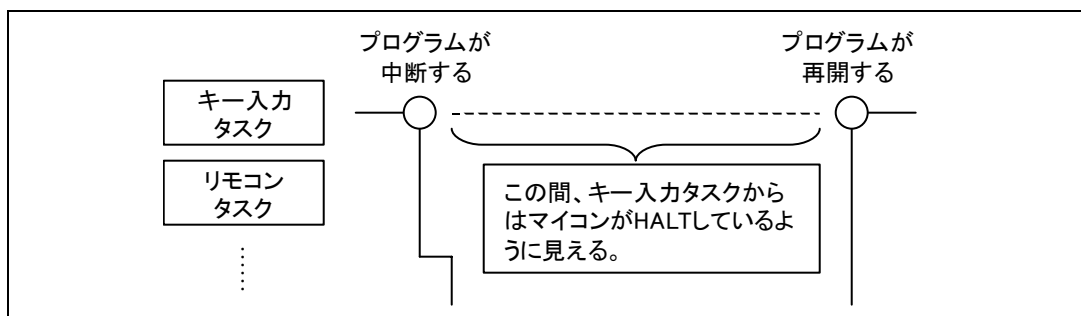 プログラムが
中断する
プログラムが
再開する
キー入力
タスク
リモコン
タスク
この間、キー入力タスクから
はマイコンがHALTしているよ
うに見える。